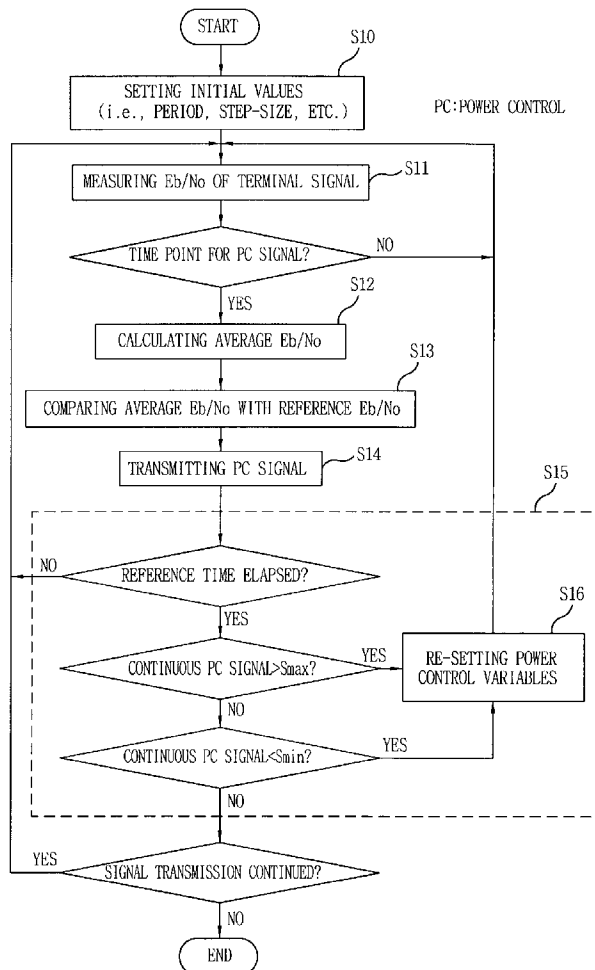 START
S10
SETTING INITIAL VALUES
(i.e., PERIOD, STEP-SIZE, ETC.)
PC:POWER CONTROL
S11
MEASURING Eb/No OF TERMINAL SIGNAL
TIME POINT FOR PC SIGNAL?
NO
YES
S12
CALCULATING AVERAGE Eb/No
S13
COMPARING AVERAGE Eb/No WITH REFERENCE Eb/No
S14
TRANSMITTING PC SIGNAL
S15
NO
REFERENCE TIME ELAPSED?
YES
S16
CONTINUOUS PC SIGNAL>Smax?
YES
RE-SETTING POWER
CONTROL VARIABLES
NO
CONTINUOUS PC SIGNAL<Smin?
YES
NO
YES
SIGNAL TRANSMISSION CONTINUED?
NO
END